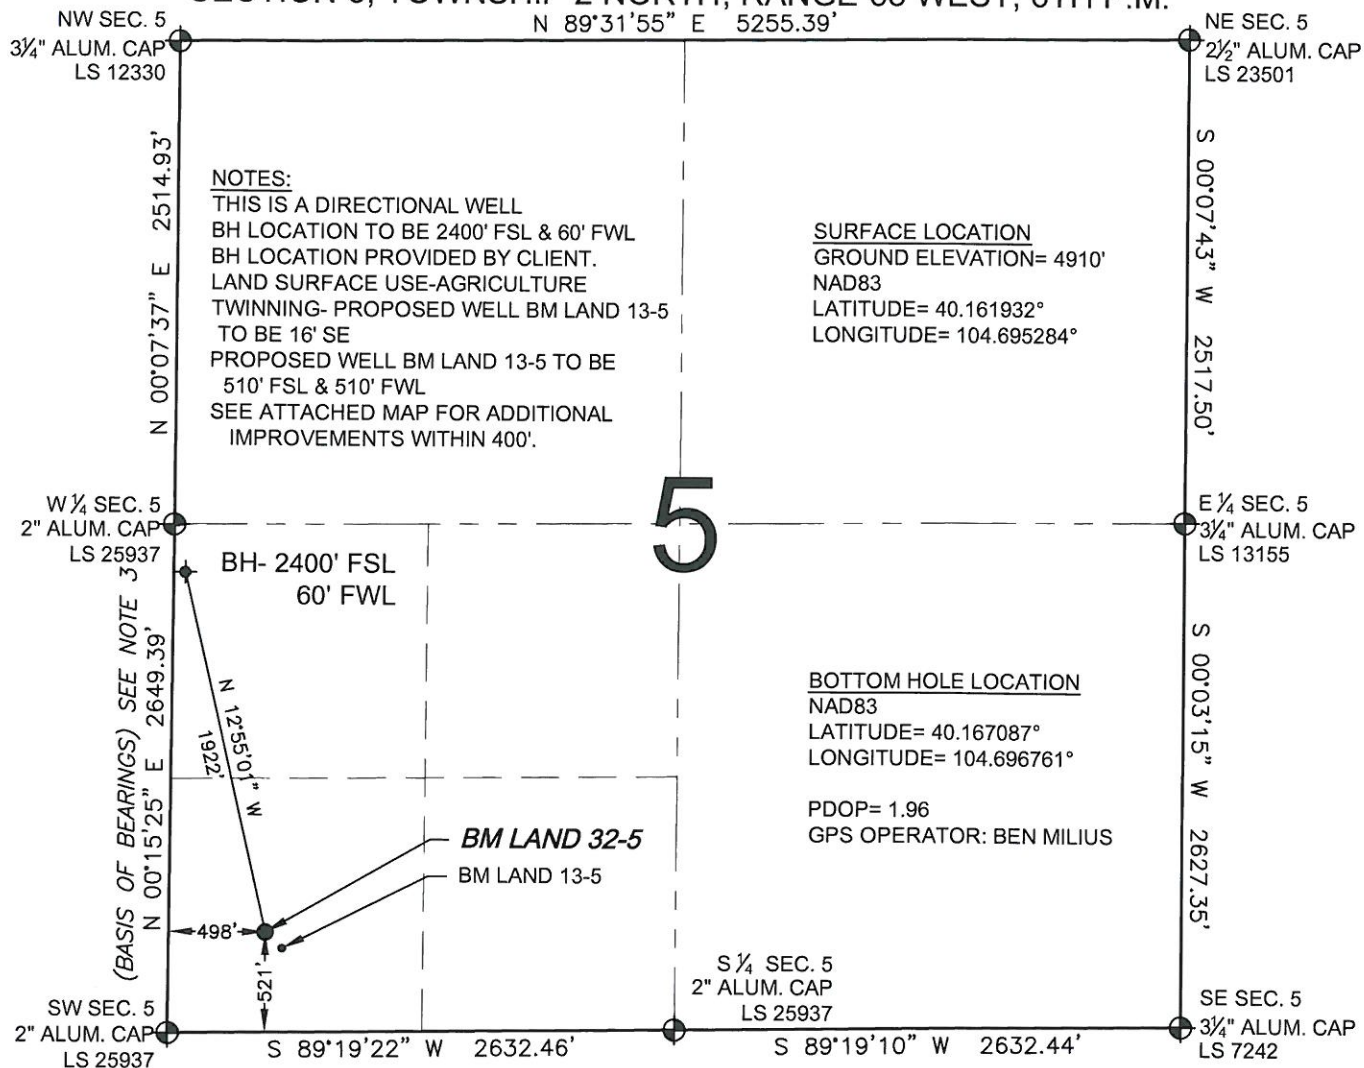 N 89°31'55" E 5255.39'
NW SEC. 5
3¼" ALUM. CAP
LS 12330
NE SEC. 5
2½" ALUM. CAP
LS 23501
N 00°07'37" E 2514.93'
NOTES:
THIS IS A DIRECTIONAL WELL
BH LOCATION TO BE 2400' FSL & 60' FWL
BH LOCATION PROVIDED BY CLIENT.
LAND SURFACE USE-AGRICULTURE
TWINNING- PROPOSED WELL BM LAND 13-5
TO BE 16' SE
PROPOSED WELL BM LAND 13-5 TO BE
510' FSL & 510' FWL
SEE ATTACHED MAP FOR ADDITIONAL
IMPROVEMENTS WITHIN 400'.
SURFACE LOCATION
GROUND ELEVATION= 4910'
NAD83
LATITUDE= 40.161932°
LONGITUDE= 104.695284°
S 00°07'43" W 2517.50'
W ¼ SEC. 5
2" ALUM. CAP
LS 25937
5
E ¼ SEC. 5
3¼" ALUM. CAP
LS 13155
BH- 2400' FSL
60' FWL
(BASIS OF BEARINGS) SEE NOTE 3
N 00°15'25" E 2649.39'
N 12°55'01" W
1922'
BOTTOM HOLE LOCATION
NAD83
LATITUDE= 40.167087°
LONGITUDE= 104.696761°
PDOP= 1.96
GPS OPERATOR: BEN MILIUS
S 00°03'15" W 2627.35'
BM LAND 32-5
BM LAND 13-5
498'
521'
SW SEC. 5
2" ALUM. CAP
LS 25937
S ¼ SEC. 5
2" ALUM. CAP
LS 25937
SE SEC. 5
3¼" ALUM. CAP
LS 7242
S 89°19'22" W 2632.46'
S 89°19'10" W 2632.44'